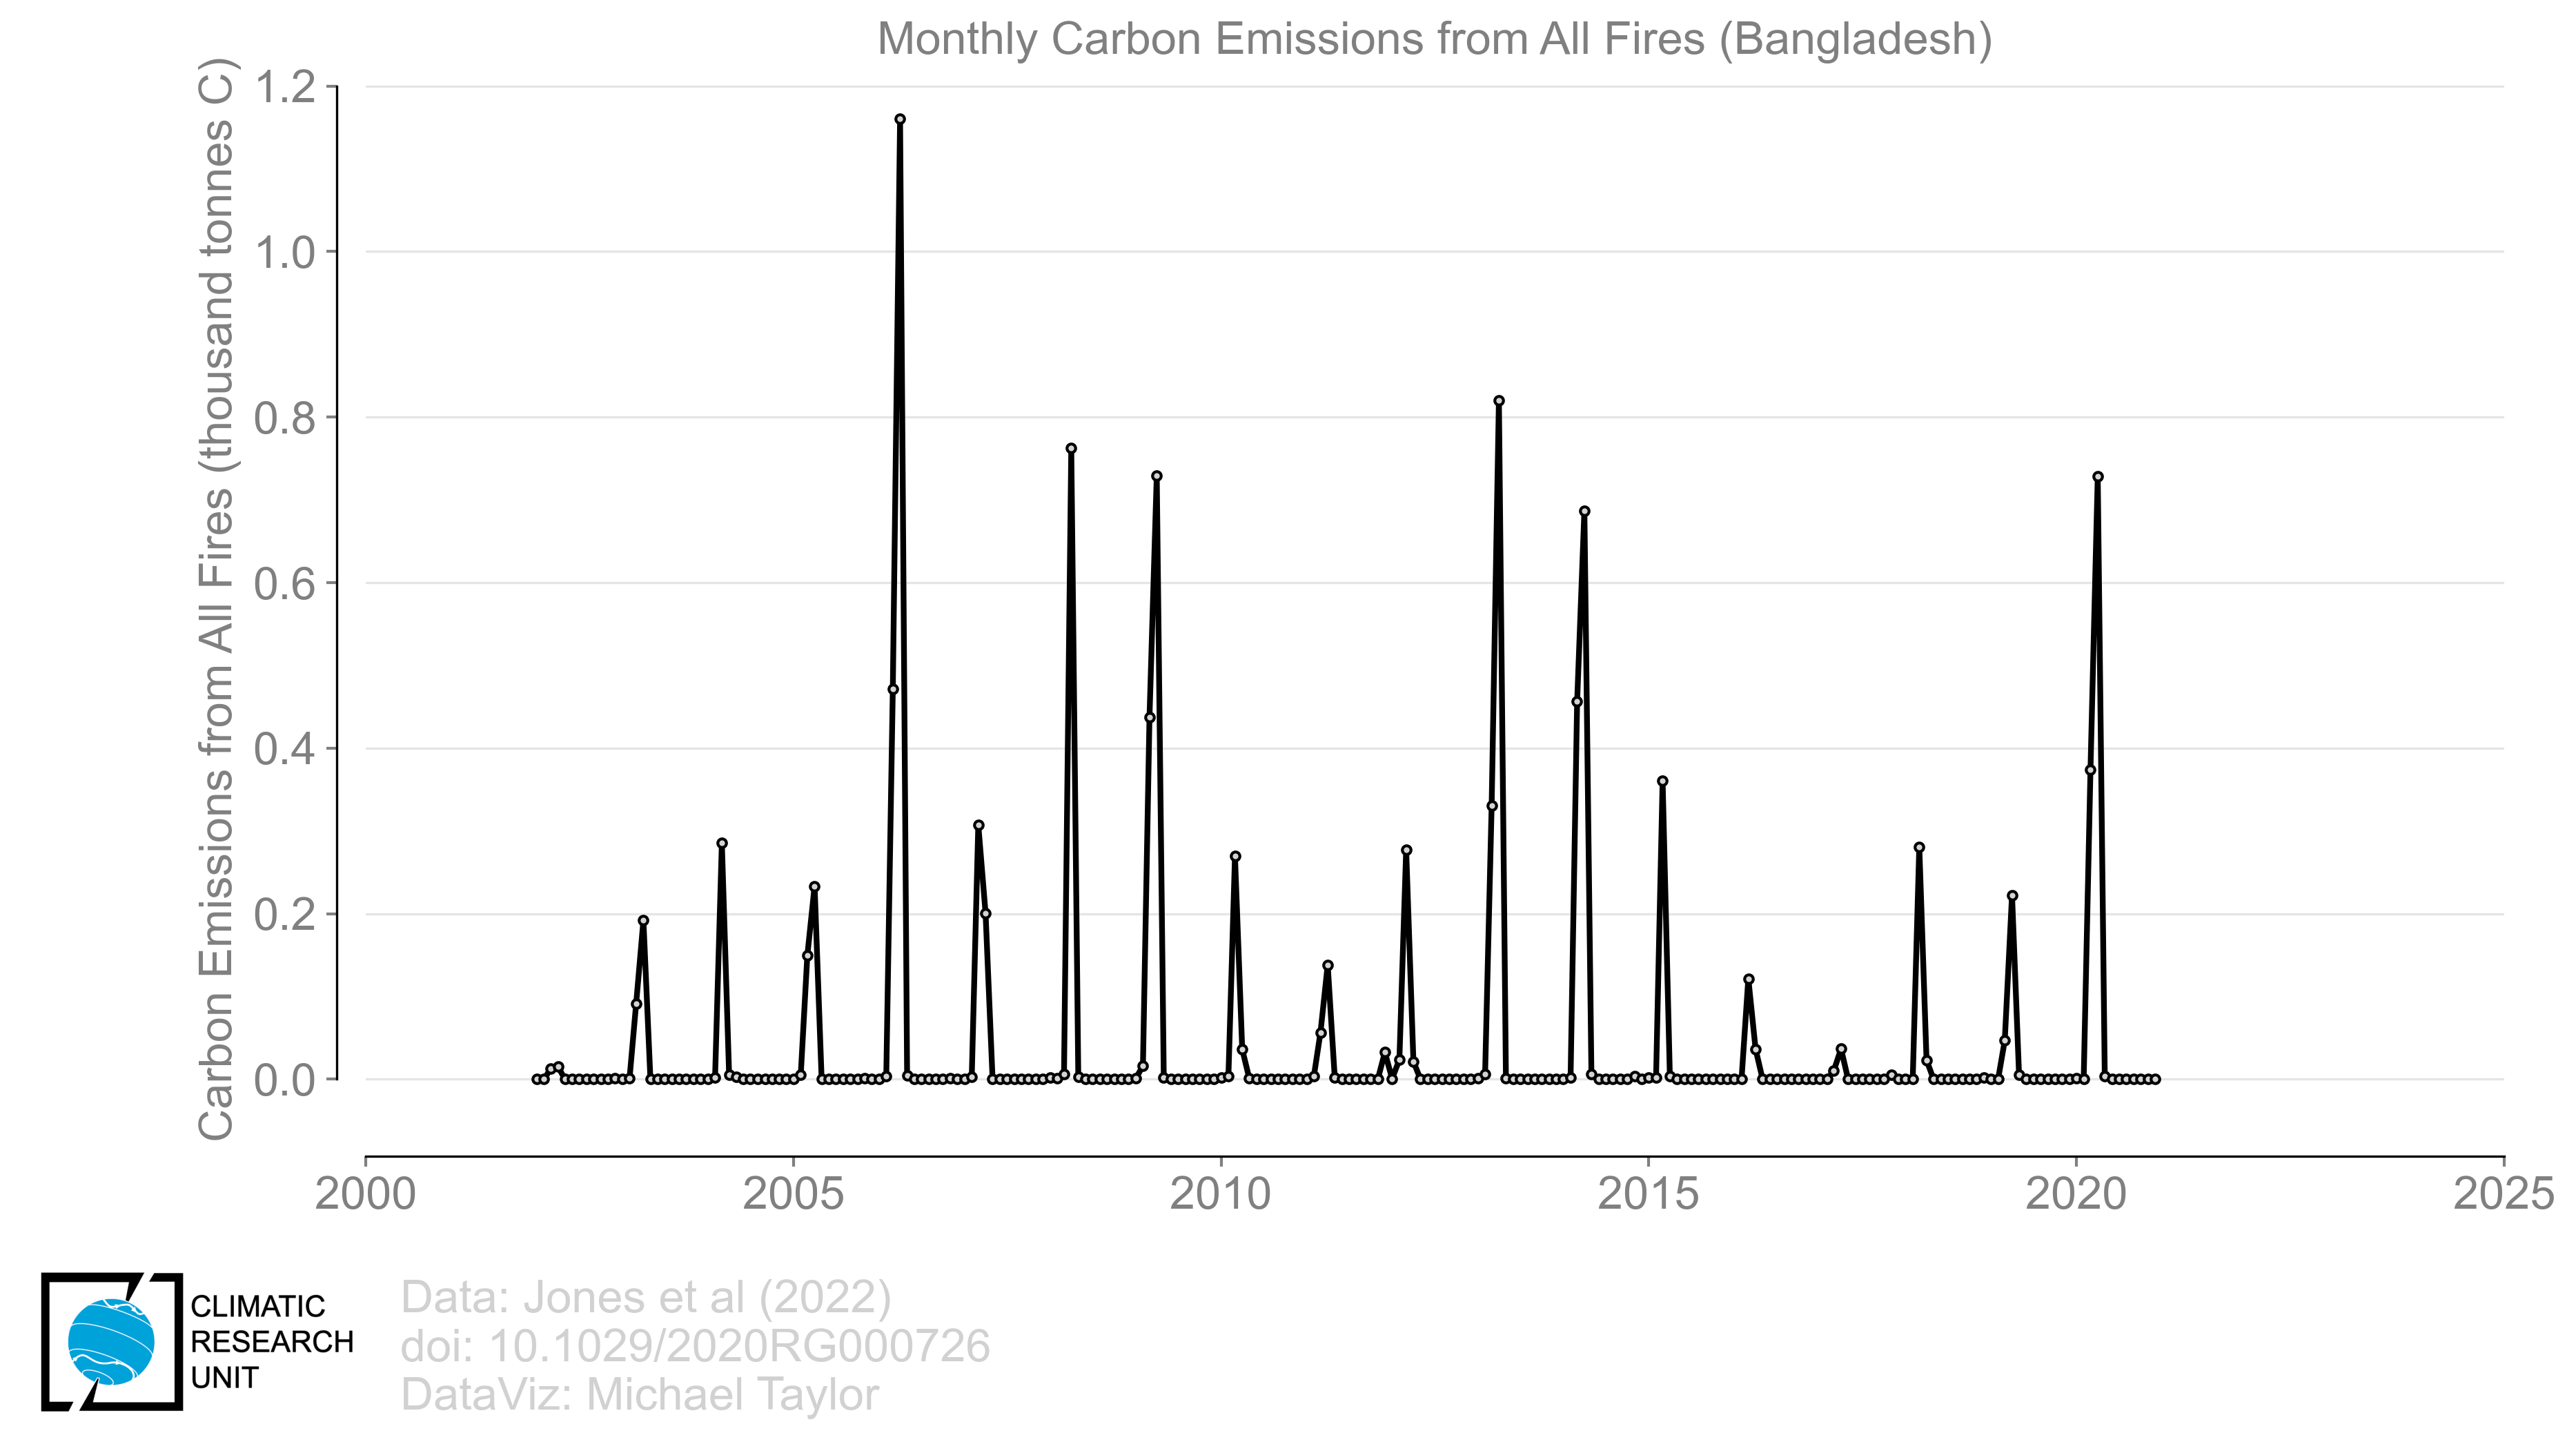 Monthly Carbon Emissions from All Fires (Bangladesh)
Carbon Emissions from All Fires (thousand tonnes C)
1.2
1.0
0.8
0.6
0.4
0.2
0.0
2000 2005 2010 2015 2020 2025
CLIMATIC
RESEARCH
UNIT
Data: Jones et al (2022)
doi: 10.1029/2020RG000726
DataViz: Michael Taylor